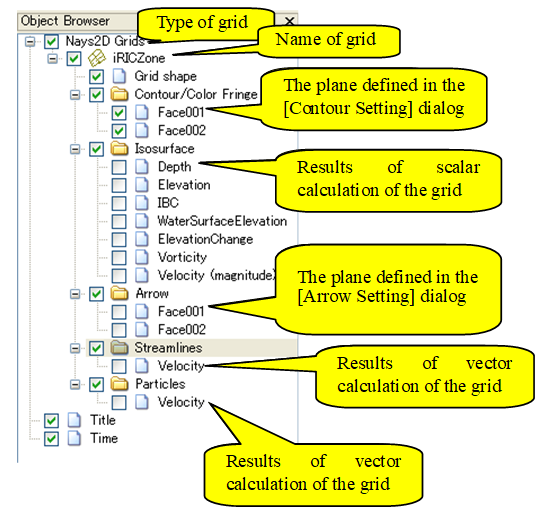 Object Browser
Type of grid
Nays2D Grids
Name of grid
iRICZone
Grid shape
Contour/Color Fringe
The plane defined in the
[Contour Setting] dialog
Face001
Face002
Isosurface
Depth
Results of scalar
calculation of the grid
Elevation
IBC
WaterSurfaceElevation
ElevationChange
Vorticity
Velocity (magnitude)
The plane defined in the
[Arrow Setting] dialog
Arrow
Face001
Face002
Streamlines
Velocity
Results of vector
calculation of the grid
Particles
Velocity
Title
Time
Results of vector
calculation of the grid